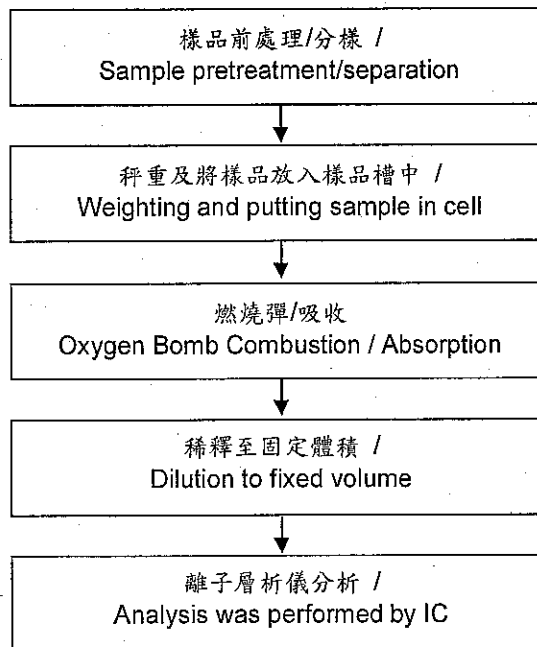 樣品前處理/分樣 /
Sample pretreatment/separation
秤重及將樣品放入樣品槽中 /
Weighting and putting sample in cell
燃燒彈/吸收
Oxygen Bomb Combustion / Absorption
稀釋至固定體積 /
Dilution to fixed volume
離子層析儀分析 /
Analysis was performed by IC